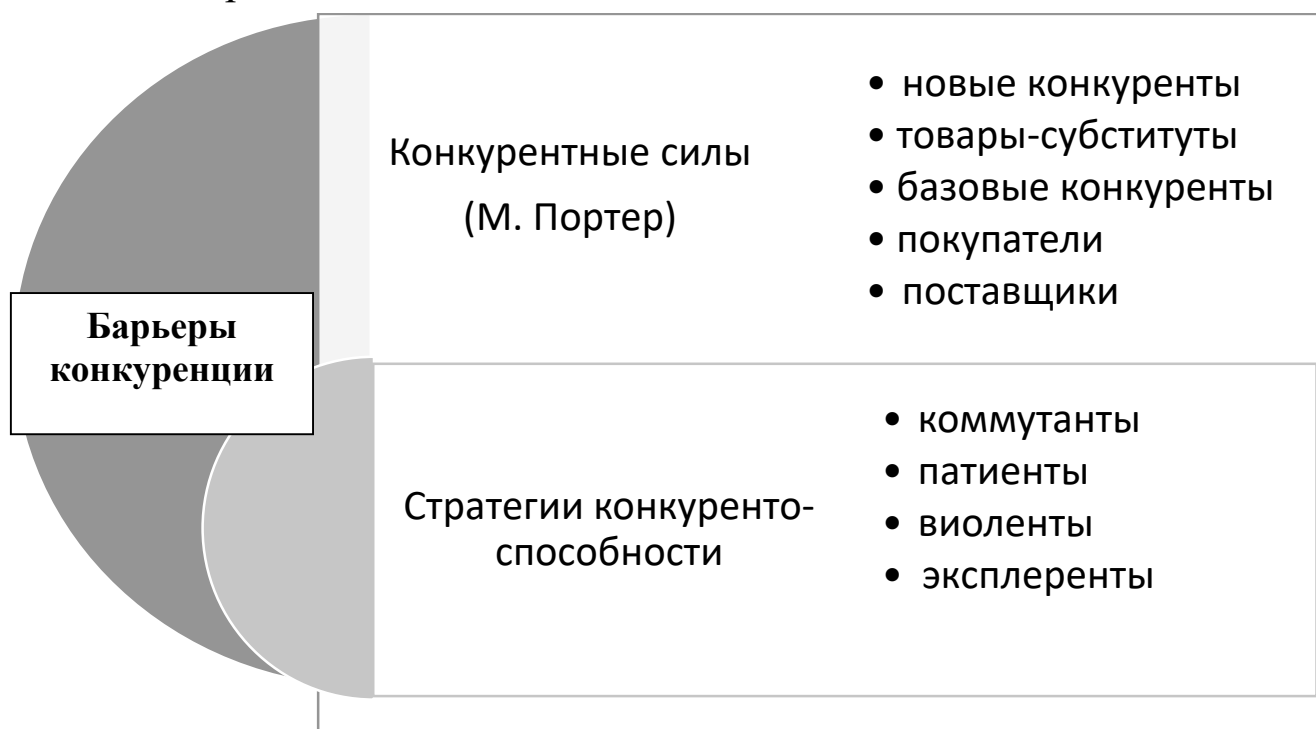 Барьеры
конкуренции
Конкурентные силы
(М. Портер)
• новые конкуренты
• товары-субституты
• базовые конкуренты
• покупатели
• поставщики
Стратегии конкуренто-
способности
• коммутанты
• патиенты
• виоленты
• эксплеренты